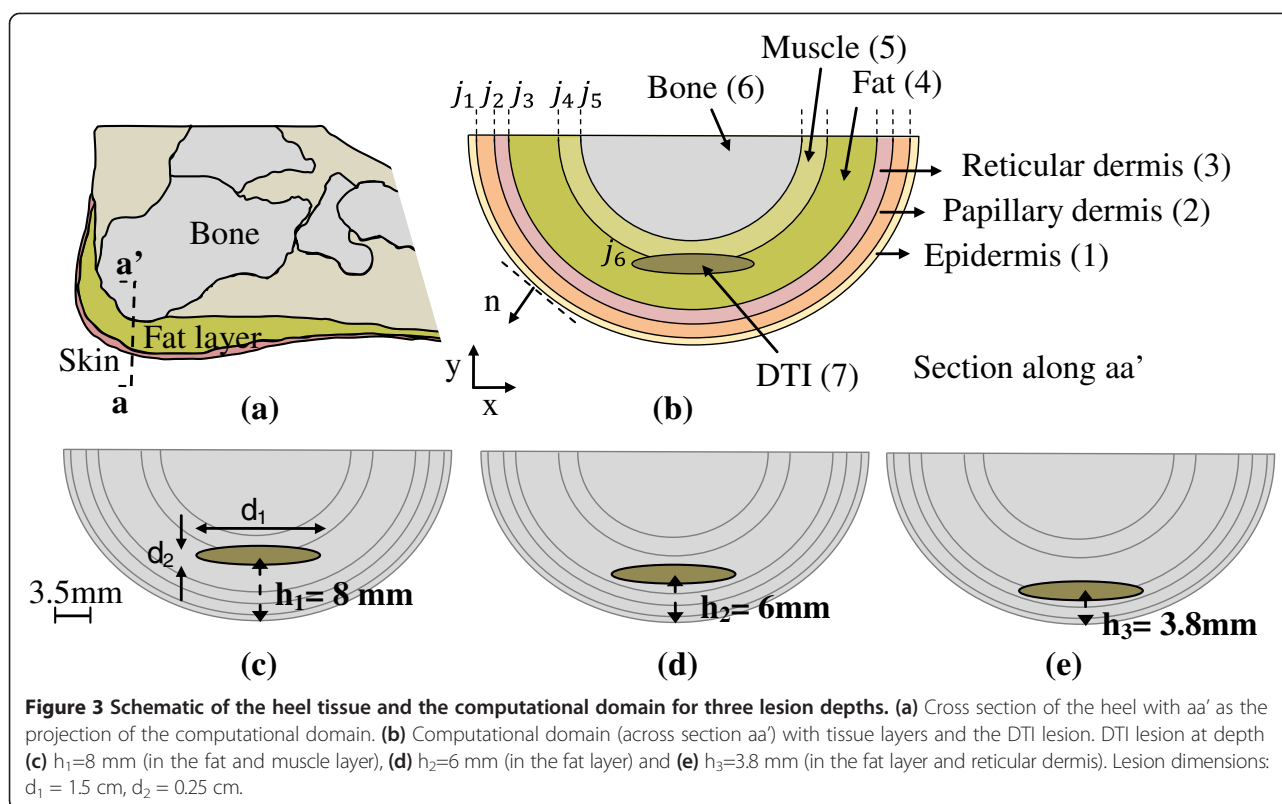 Bone
a'
Fat layer
Skin
a
(a)
j₁ j₂ j₃ j₄ j₅
Muscle (5)
Bone (6)
Fat (4)
Reticular dermis (3)
Papillary dermis (2)
Epidermis (1)
j₆
n
DTI (7)
Section along aa'
y
x
(b)
d₁
d₂
3.5mm
h₁= 8 mm
(c)
h₂= 6mm
(d)
h₃= 3.8mm
(e)
Figure 3 Schematic of the heel tissue and the computational domain for three lesion depths. (a) Cross section of the heel with aa' as the
projection of the computational domain. (b) Computational domain (across section aa') with tissue layers and the DTI lesion. DTI lesion at depth
(c) h₁=8 mm (in the fat and muscle layer), (d) h₂=6 mm (in the fat layer) and (e) h₃=3.8 mm (in the fat layer and reticular dermis). Lesion dimensions:
d₁ = 1.5 cm, d₂ = 0.25 cm.